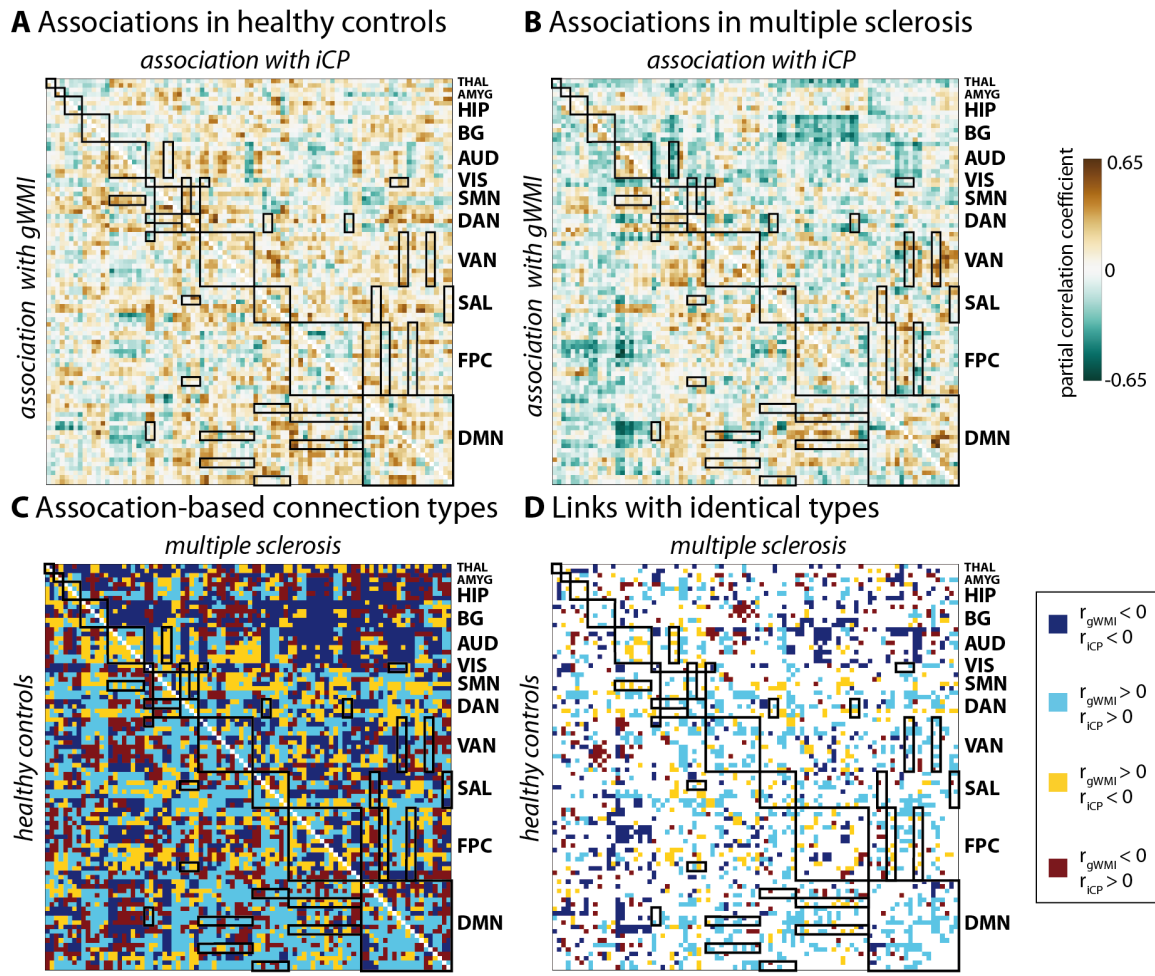 A Associations in healthy controls
association with iCP
association with gWMI
THAL
AMYG
HIP
BG
AUD
VIS
SMN
DAN
VAN
SAL
FPC
DMN
B Associations in multiple sclerosis
association with iCP
association with gWMI
THAL
AMYG
HIP
BG
AUD
VIS
SMN
DAN
VAN
SAL
FPC
DMN
partial correlation coefficient
0.65
0
-0.65
C Assocation-based connection types
multiple sclerosis
healthy controls
THAL
AMYG
HIP
BG
AUD
VIS
SMN
DAN
VAN
SAL
FPC
DMN
D Links with identical types
multiple sclerosis
healthy controls
THAL
AMYG
HIP
BG
AUD
VIS
SMN
DAN
VAN
SAL
FPC
DMN
rgWMI < 0
riCP < 0
rgWMI > 0
riCP > 0
rgWMI > 0
riCP < 0
rgWMI < 0
riCP > 0